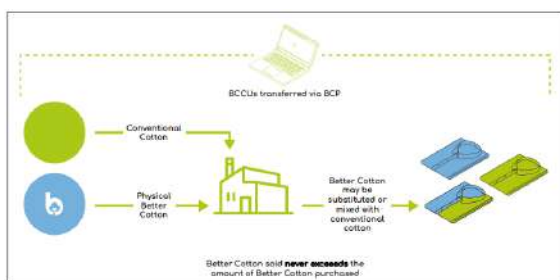 BCCUs transferred via BCP
Conventional
Cotton
Physical
Better
Cotton
Better Cotton
may be
substituted or
mixed with
conventional
cotton
Better Cotton sold never exceeds the
amount of Better Cotton purchased